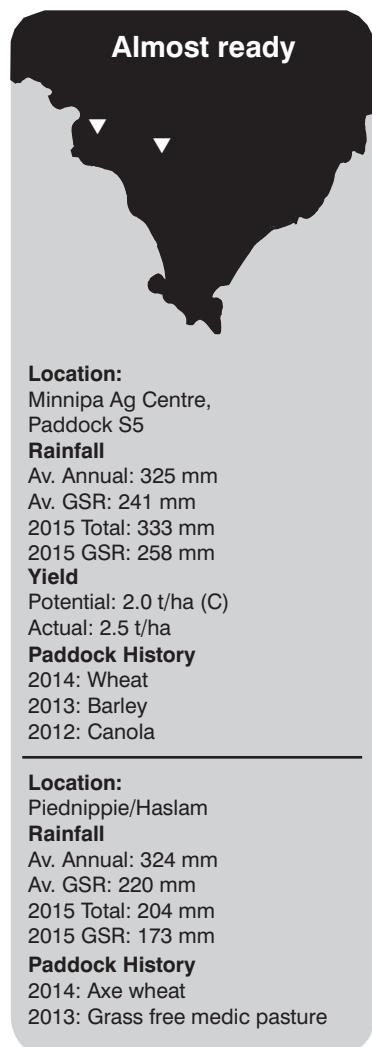 Almost ready
Location:
Minnipa Ag Centre,
Paddock S5
Rainfall
Av. Annual: 325 mm
Av. GSR: 241 mm
2015 Total: 333 mm
2015 GSR: 258 mm
Yield
Potential: 2.0 t/ha (C)
Actual: 2.5 t/ha
Paddock History
2014: Wheat
2013: Barley
2012: Canola
Location:
Piednippie/Haslam
Rainfall
Av. Annual: 324 mm
Av. GSR: 220 mm
2015 Total: 204 mm
2015 GSR: 173 mm
Paddock History
2014: Axe wheat
2013: Grass free medic pasture